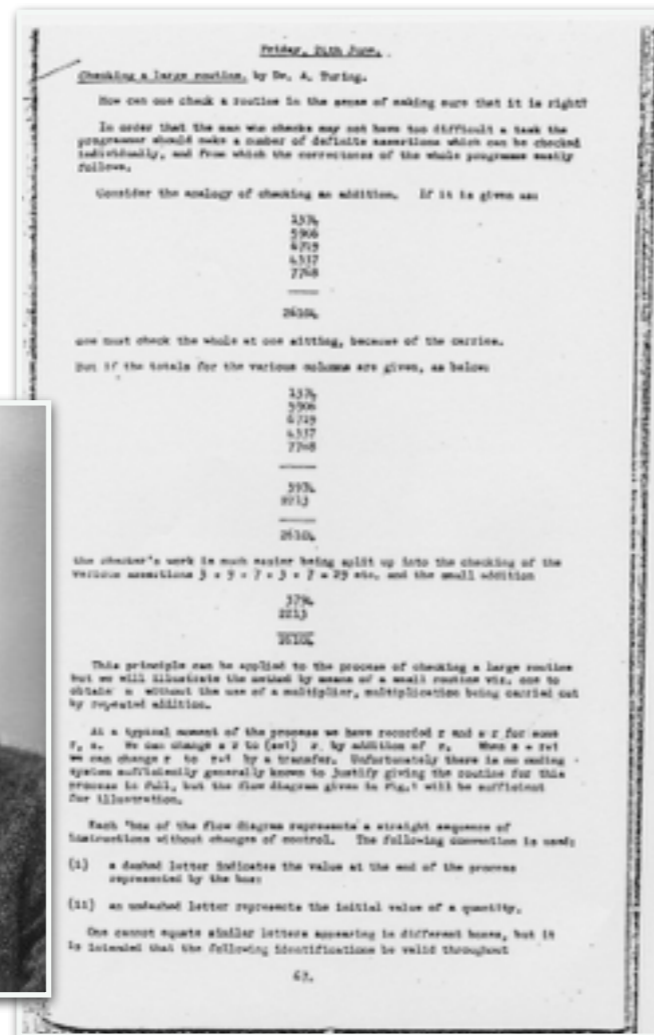 Friday, 24th June.
Checking a large routine. by Dr. A. Turing.
How can one check a routine in the sense of making sure that it is right?
In order that the man who checks may not have too difficult a task the
programmer should make a number of definite assertions which can be checked
individually, and from which the correctness of the whole programme easily
follows.
Consider the analogy of checking an addition. If it is given as:
1374
5906
6719
4337
7768
26104
one must check the whole at one sitting, because of the carries.
But if the totals for the various columns are given, as below:
1374
5906
6719
4337
7768
3974
2213
26104
the checker's work is much easier being split up into the checking of the
various assertions 3 + 9 + 7 + 3 + 7 = 29 etc. and the small addition
3794
2213
26104
This principle can be applied to the process of checking a large routine
but we will illustrate the method by means of a small routine viz. one to
obtain n without the use of a multiplier, multiplication being carried out
by repeated addition.
At a typical moment of the process we have recorded r and s r for some
r, s. We can change s r to (s+1) r by addition of r. When s = r+1
we can change r to r+1 by a transfer. Unfortunately there is no coding
system sufficiently generally known to justify giving the routine for this
process in full, but the flow diagram given in Fig.1 will be sufficient
for illustration.
Each 'box of the flow diagram represents a straight sequence of
instructions without changes of control. The following convention is used:
(i) a dashed letter indicates the value at the end of the process
represented by the box:
(ii) an undashed letter represents the initial value of a quantity.
One cannot equate similar letters appearing in different boxes, but it
is intended that the following identifications be valid throughout
67.